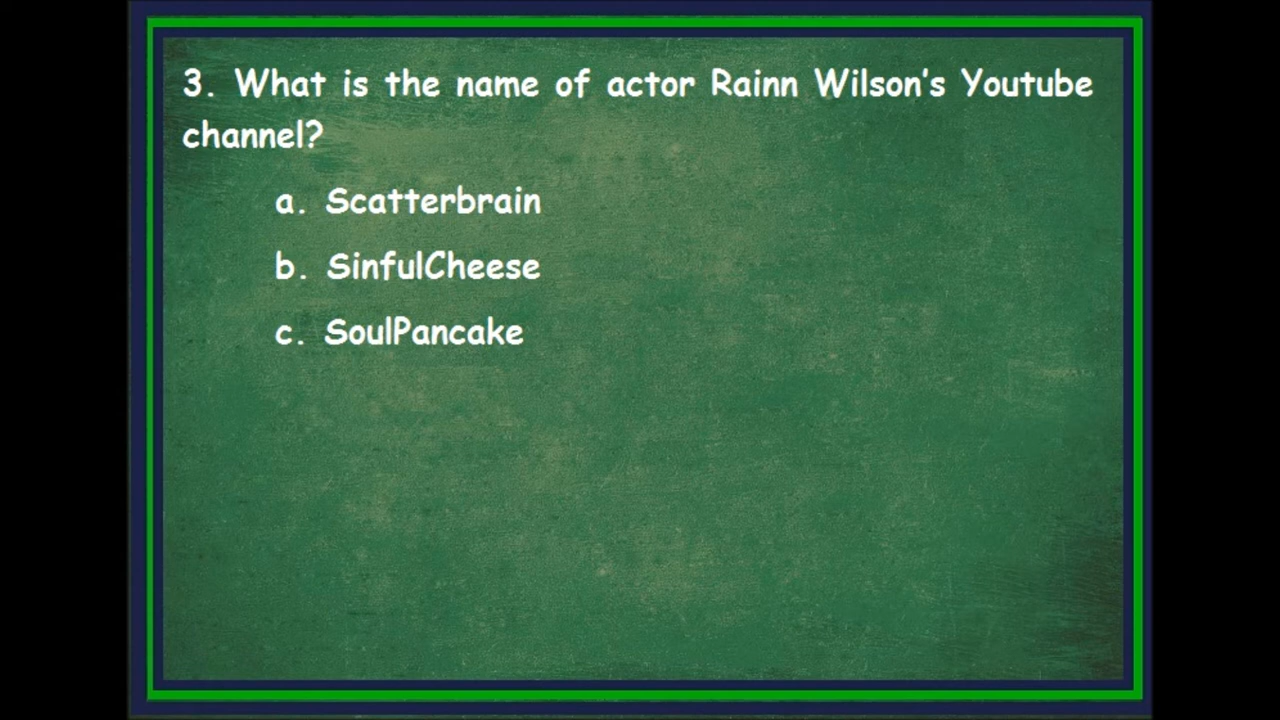 3. What is the name of actor Rainn Wilson's Youtube
channel?
a. Scatterbrain
b. SinfulCheese
c. SoulPancake